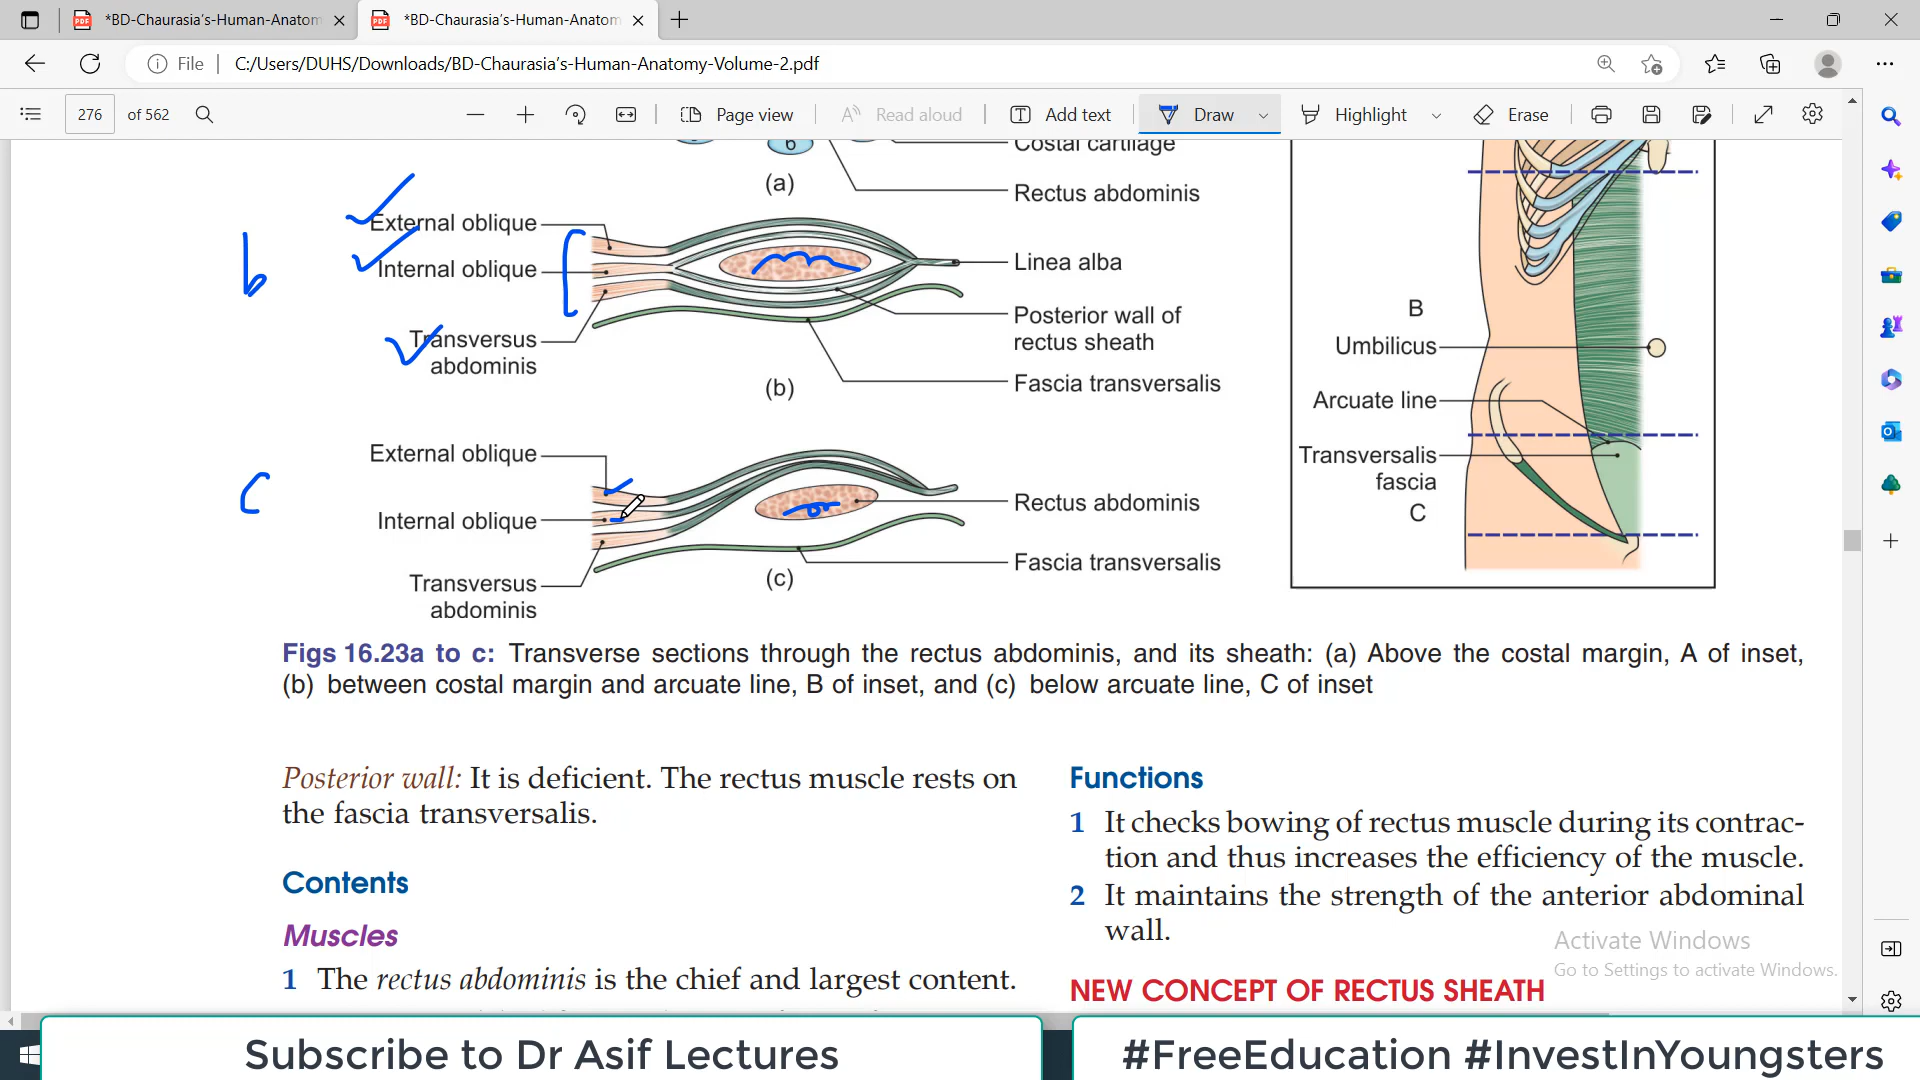 *BD-Chaurasia's-Human-Anatom
*BD-Chaurasia's-Human-Anatom
File
C:/Users/DUHS/Downloads/BD-Chaurasia's-Human-Anatomy-Volume-2.pdf
276 of 562
Page view
Read aloud
Add text
Draw
Highlight
Erase
6
Costal cartilage
(a)
Rectus abdominis
b
External oblique
Internal oblique
Transversus
abdominis
Linea alba
Posterior wall of
rectus sheath
Fascia transversalis
(b)
c
External oblique
Internal oblique
Transversus
abdominis
Rectus abdominis
Fascia transversalis
(c)
B
Umbilicus
Arcuate line
Transversalis
fascia
C
Figs 16.23a to c: Transverse sections through the rectus abdominis, and its sheath: (a) Above the costal margin, A of inset,
(b) between costal margin and arcuate line, B of inset, and (c) below arcuate line, C of inset
Posterior wall: It is deficient. The rectus muscle rests on
the fascia transversalis.
Contents
Muscles
1 The rectus abdominis is the chief and largest content.
Functions
1 It checks bowing of rectus muscle during its contrac-
tion and thus increases the efficiency of the muscle.
2 It maintains the strength of the anterior abdominal
wall.
NEW CONCEPT OF RECTUS SHEATH
Activate Windows
Go to Settings to activate Windows.
Subscribe to Dr Asif Lectures
#FreeEducation #InvestInYoungsters